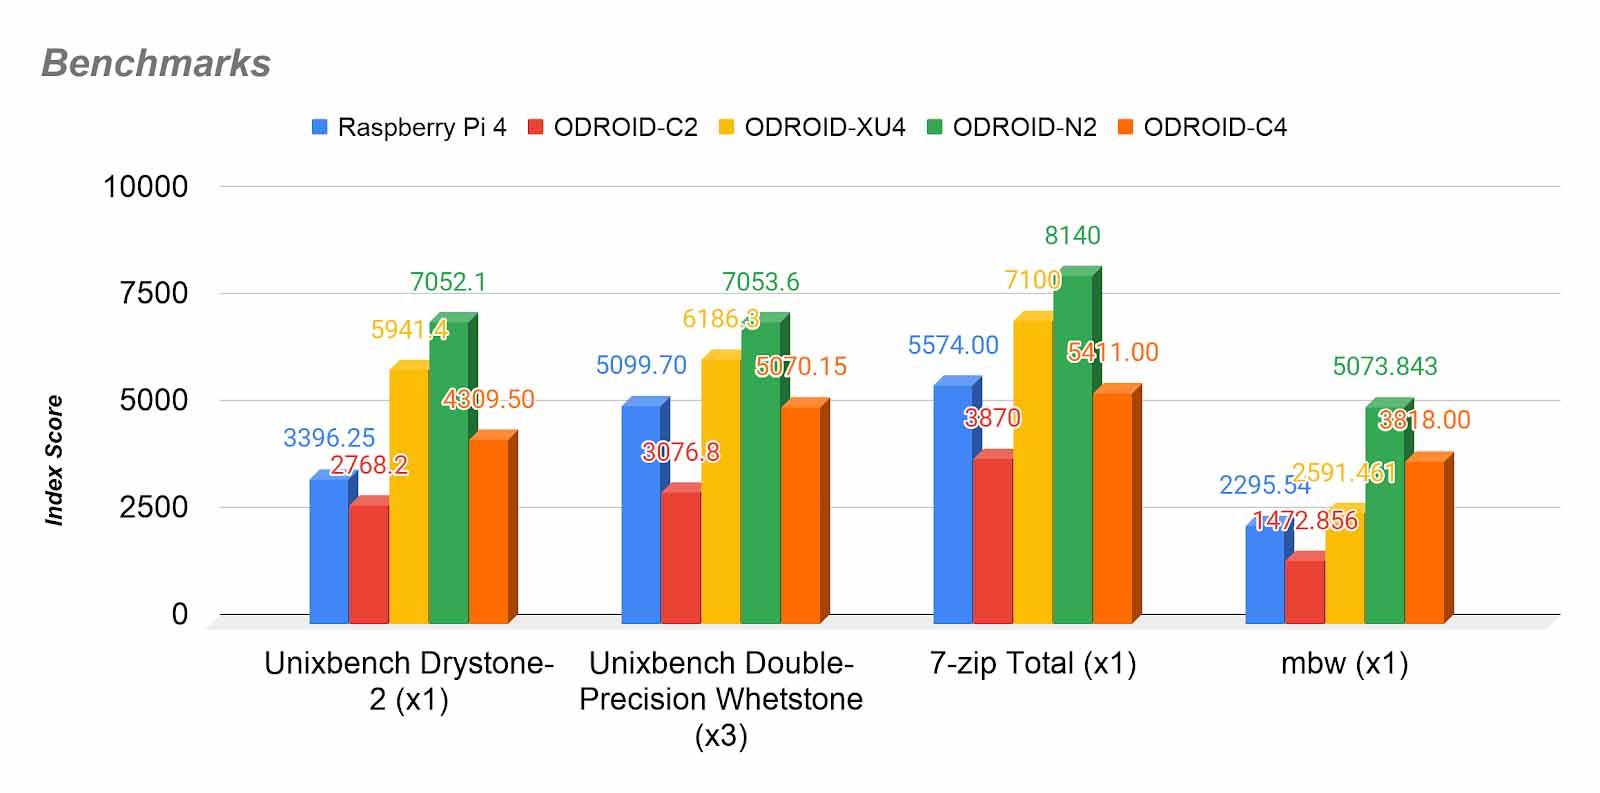 Benchmarks
Raspberry Pi 4 ODROID-C2 ODROID-XU4 ODROID-N2 ODROID-C4
10000
7500
5000
2500
0
Index Score
3396.25
2768.2
5941.4
7052.1
4309.50
5099.70
3076.8
6186.3
7053.6
5070.15
5574.00
3870
7100
8140
5411.00
2295.54
1472.856
2591.461
5073.843
3818.00
Unixbench Drystone-
2 (x1)
Unixbench Double-
Precision Whetstone
(x3)
7-zip Total (x1)
mbw (x1)